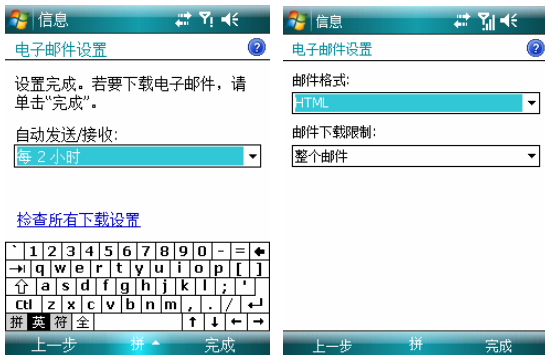 信息
电子邮件设置
设置完成。若要下载电子邮件，请
单击“完成”。
自动发送/接收:
每 2 小时
检查所有下载设置
` 1 2 3 4 5 6 7 8 9 0 - =
q w e r t y u i o p [ ]
a s d f g h j k l ; '
Ctl z x c v b n m , . /
拼 英 符 全
上一步 拼 完成
信息
电子邮件设置
邮件格式:
HTML
邮件下载限制:
整个邮件
上一步 拼 完成